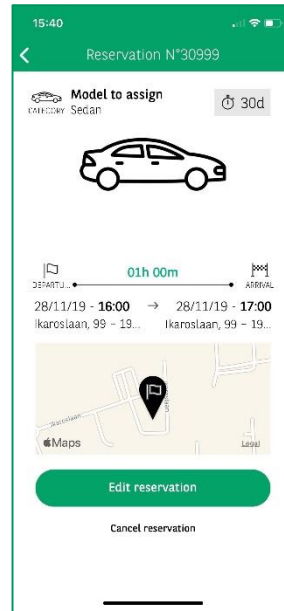 15:40
Reservation N°30999
Model to assign
CATEGORY Sedan
30d
01h 00m
DEPARTU...
ARRIVAL
28/11/19 - 16:00 → 28/11/19 - 17:00
Ikaroslaan, 99 – 19... Ikaroslaan, 99 – 19...
Ikaroslaan
Maps
Legal
Edit reservation
Cancel reservation